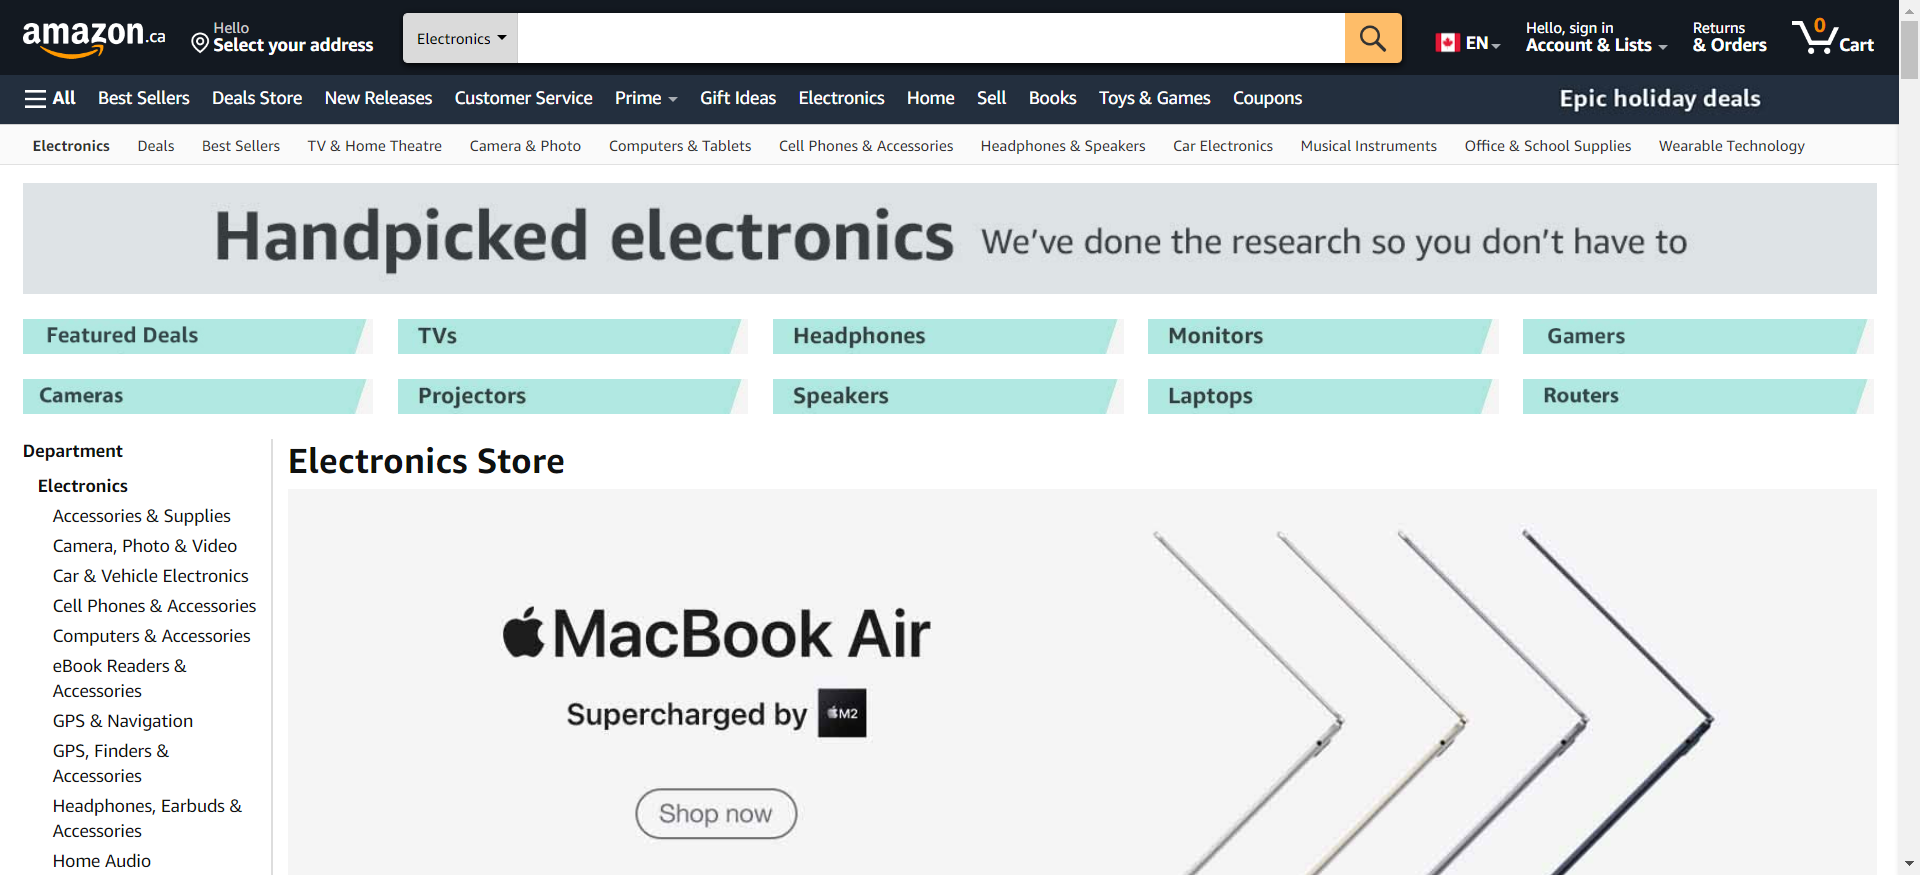 amazon.ca
Hello
Select your address
Electronics
EN
Hello, sign in
Account & Lists
Returns
& Orders
0
Cart
All
Best Sellers
Deals Store
New Releases
Customer Service
Prime
Gift Ideas
Electronics
Home
Sell
Books
Toys & Games
Coupons
Epic holiday deals
Electronics
Deals
Best Sellers
TV & Home Theatre
Camera & Photo
Computers & Tablets
Cell Phones & Accessories
Headphones & Speakers
Car Electronics
Musical Instruments
Office & School Supplies
Wearable Technology
Handpicked electronics We've done the research so you don't have to
Featured Deals
TVs
Headphones
Monitors
Gamers
Cameras
Projectors
Speakers
Laptops
Routers
Department
Electronics
Accessories & Supplies
Camera, Photo & Video
Car & Vehicle Electronics
Cell Phones & Accessories
Computers & Accessories
eBook Readers &
Accessories
GPS & Navigation
GPS, Finders &
Accessories
Headphones, Earbuds &
Accessories
Home Audio
Electronics Store
MacBook Air
Supercharged by M2
Shop now